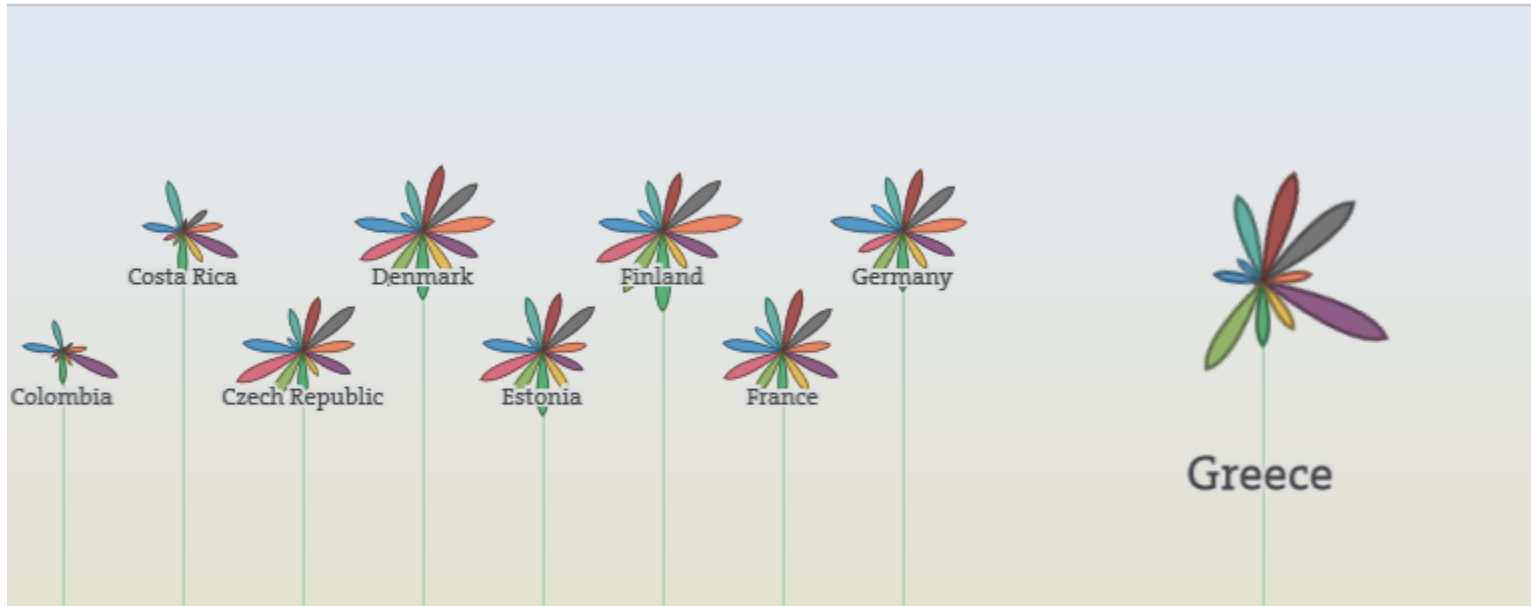 Costa Rica
Denmark
Finland
Germany
Colombia
Czech Republic
Estonia
France
Greece